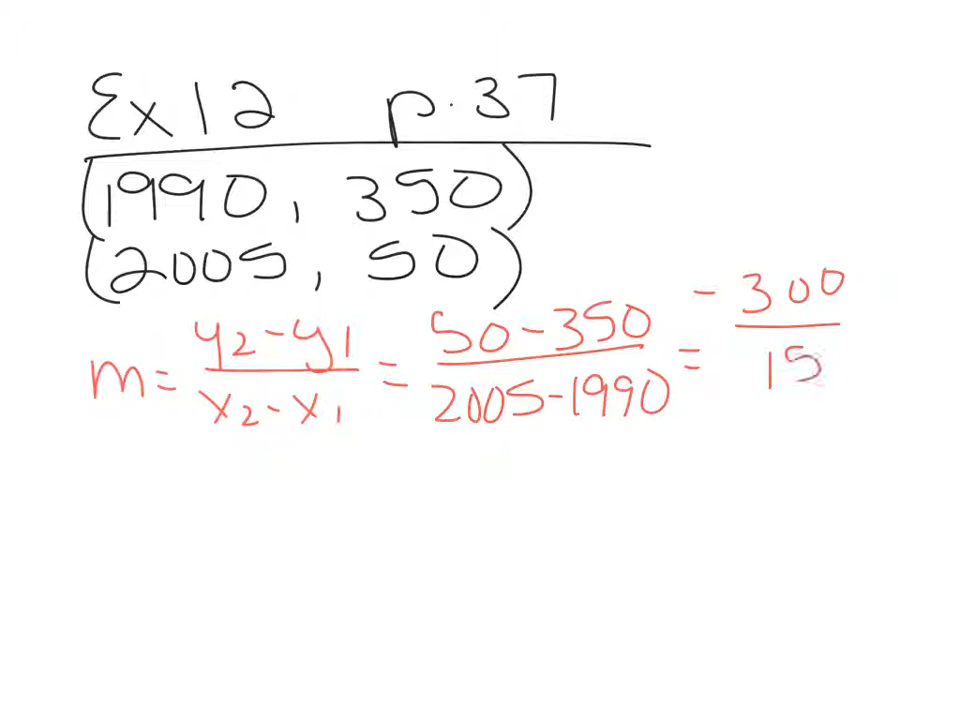 Ex 12 p.37
(1990, 350)
(2005, 50)
m = y2-y1 / x2-x1 = 50-350 / 2005-1990 = -300 / 15